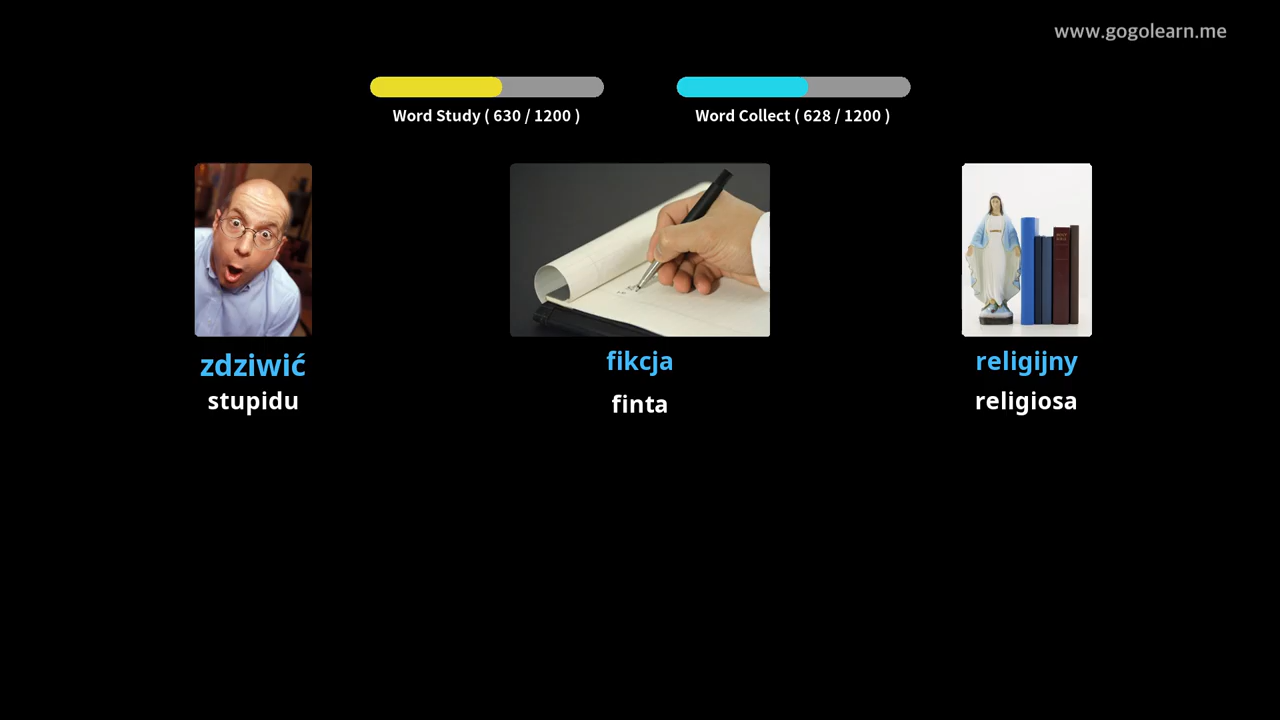 www.gogolearn.me
Word Study ( 630 / 1200 )
Word Collect ( 628 / 1200 )
zdziwić
stupidu
fikcja
finta
religijny
religiosa